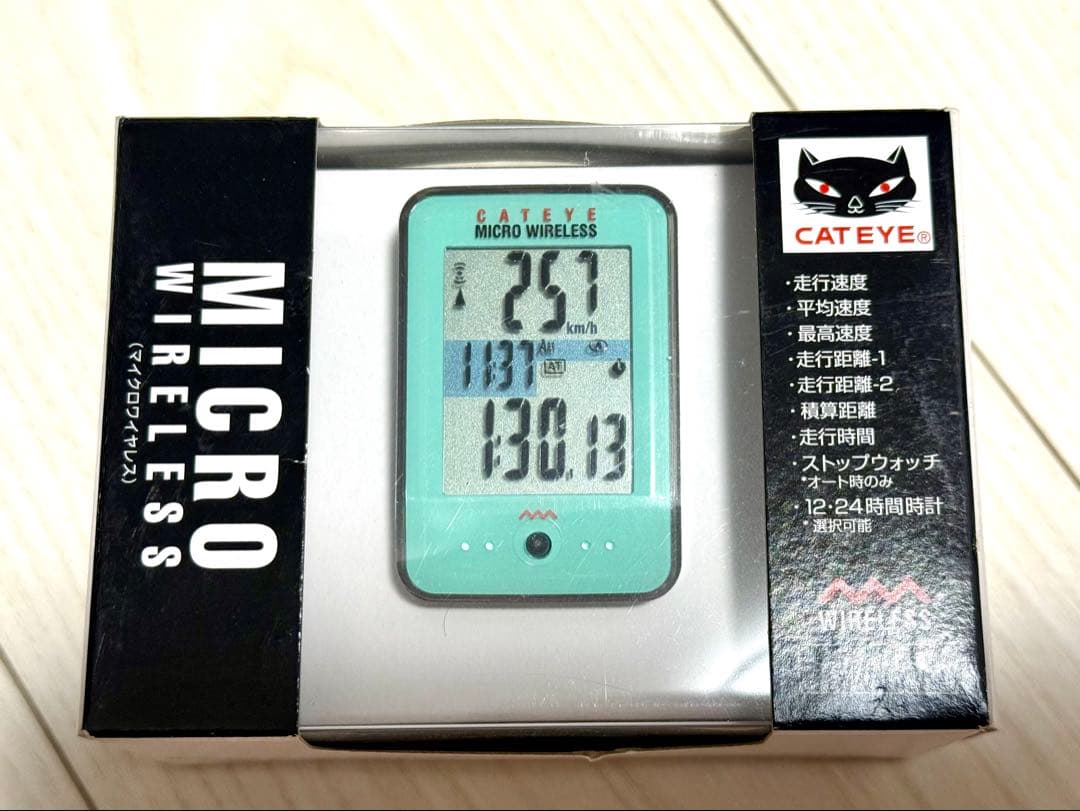 MICRO
WIRELESS
(マイクロワイヤレス)
CATEYE
MICRO WIRELESS
257
km/h
11:37
AT
1:30.13
CATEYE®
・走行速度
・平均速度
・最高速度
・走行距離-1
・走行距離-2
・積算距離
・走行時間
・ストップウォッチ
*オート時のみ
・12・24時間時計
*選択可能
WIRELESS